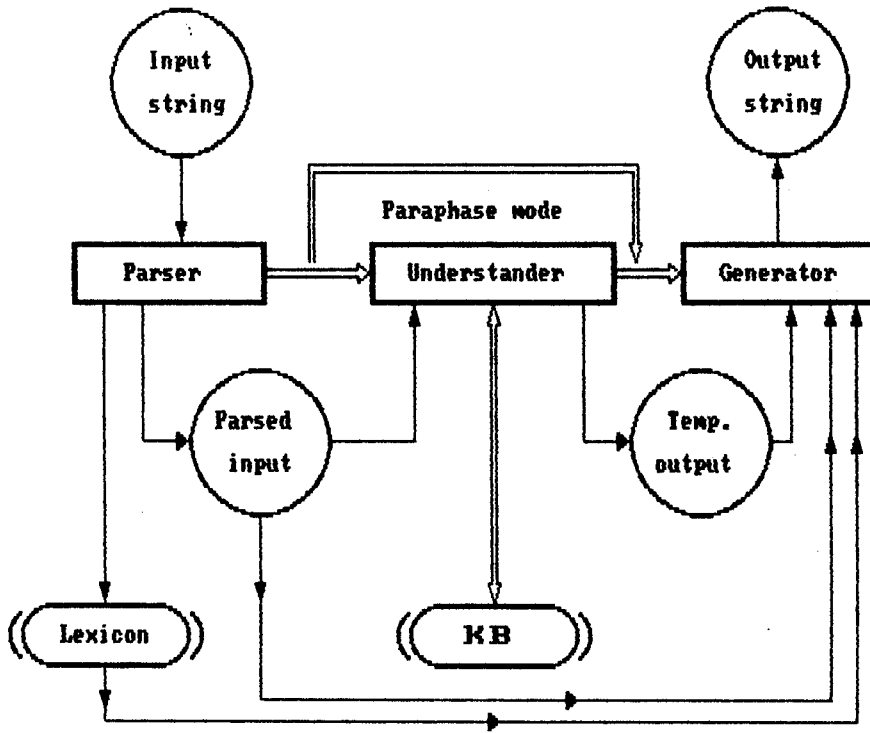 Input
string
Output
string
Paraphase mode
Parser
Understander
Generator
Parsed
input
Temp.
output
Lexicon
KB